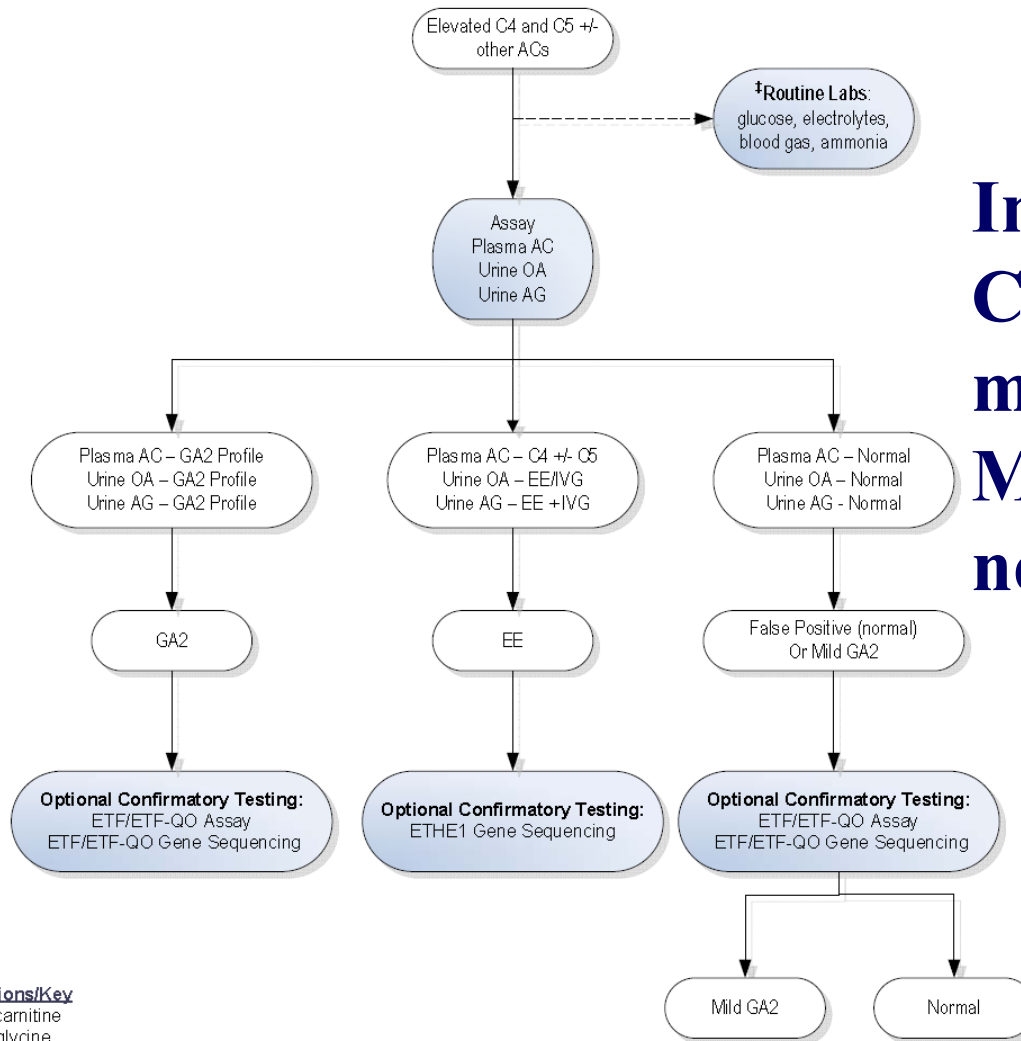 Elevated C4 and C5 +/-
other ACs
‡Routine Labs:
glucose, electrolytes,
blood gas, ammonia
Assay
Plasma AC
Urine OA
Urine AG
Plasma AC – GA2 Profile
Urine OA – GA2 Profile
Urine AG – GA2 Profile
Plasma AC – C4 +/- C5
Urine OA – EE/IVG
Urine AG – EE +IVG
Plasma AC – Normal
Urine OA – Normal
Urine AG - Normal
GA2
EE
False Positive (normal)
Or Mild GA2
Optional Confirmatory Testing:
ETF/ETF-QO Assay
ETF/ETF-QO Gene Sequencing
Optional Confirmatory Testing:
ETHE1 Gene Sequencing
Optional Confirmatory Testing:
ETF/ETF-QO Assay
ETF/ETF-QO Gene Sequencing
Mild GA2
Normal